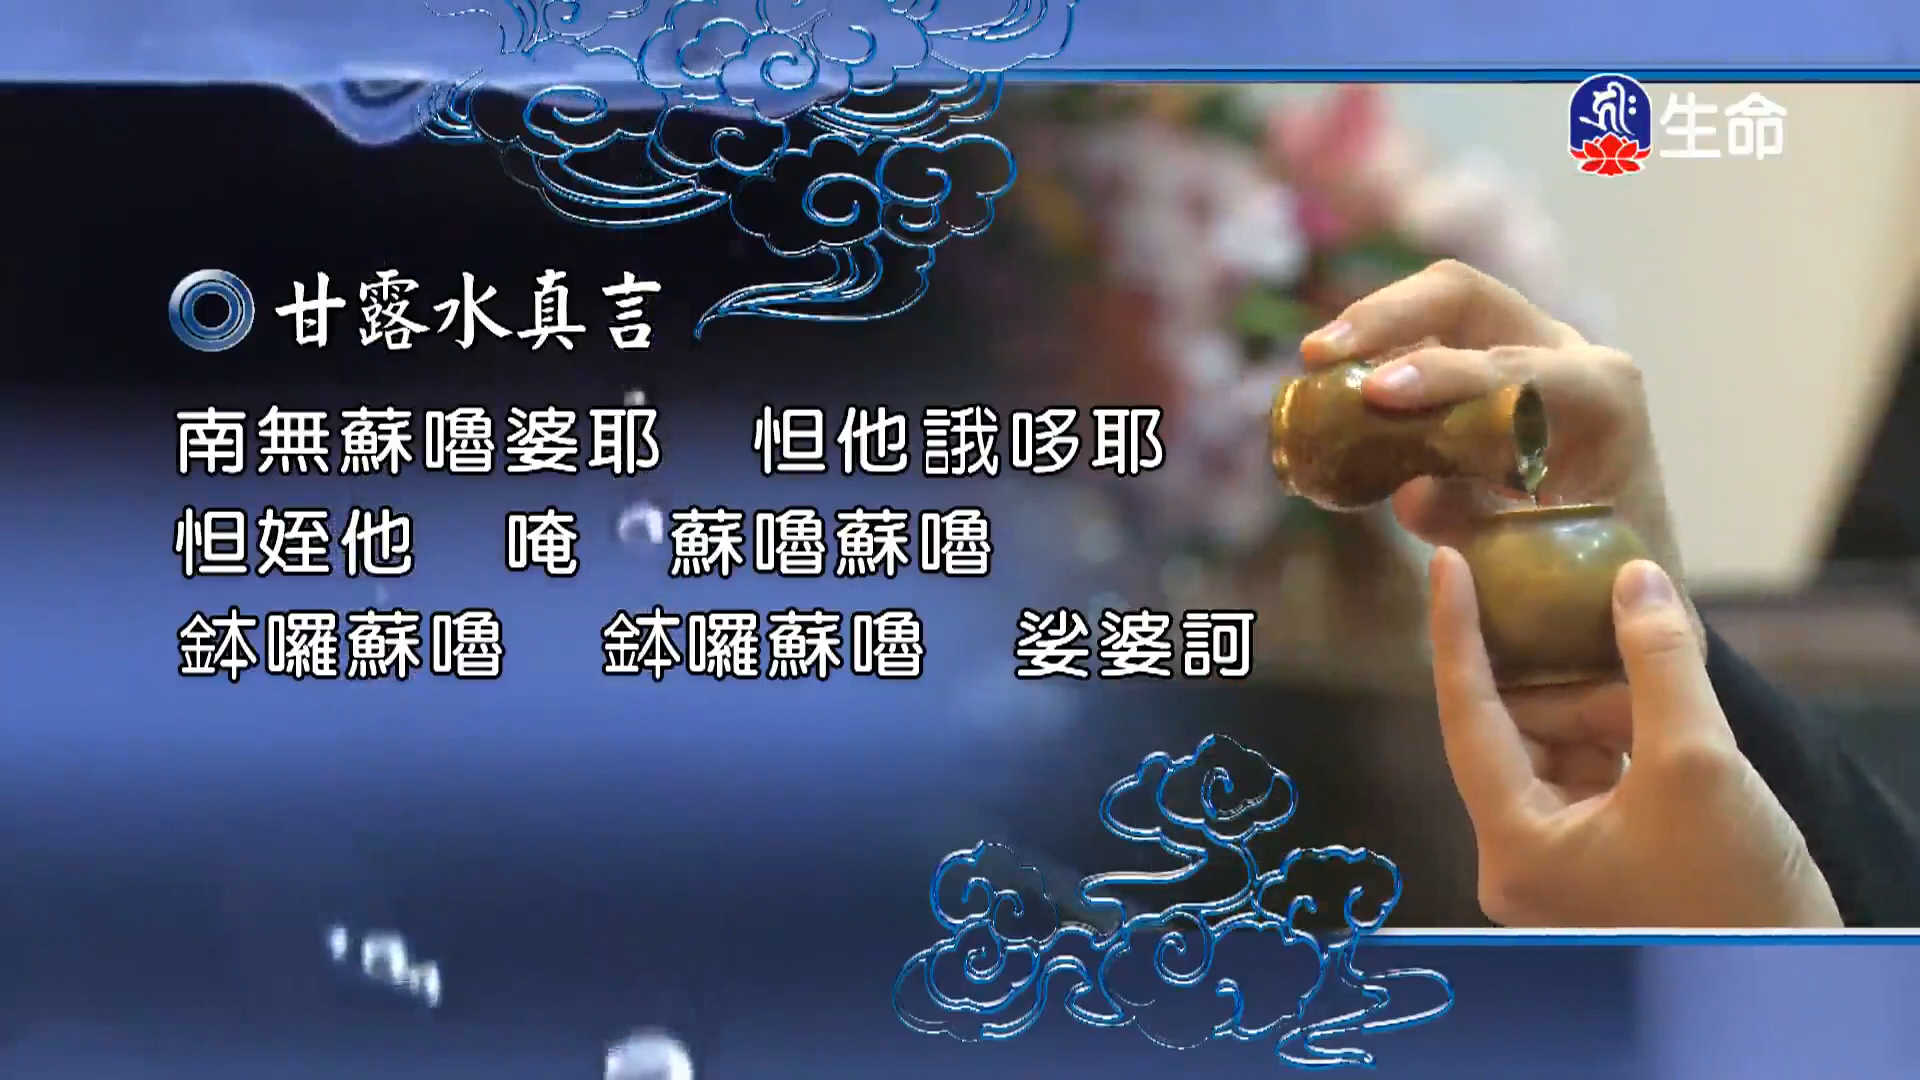 生命
甘露水真言
南無蘇嚕婆耶　怛他誐哆耶
怛姪他　唵　蘇嚕蘇嚕
鉢囉蘇嚕　鉢囉蘇嚕　娑婆訶